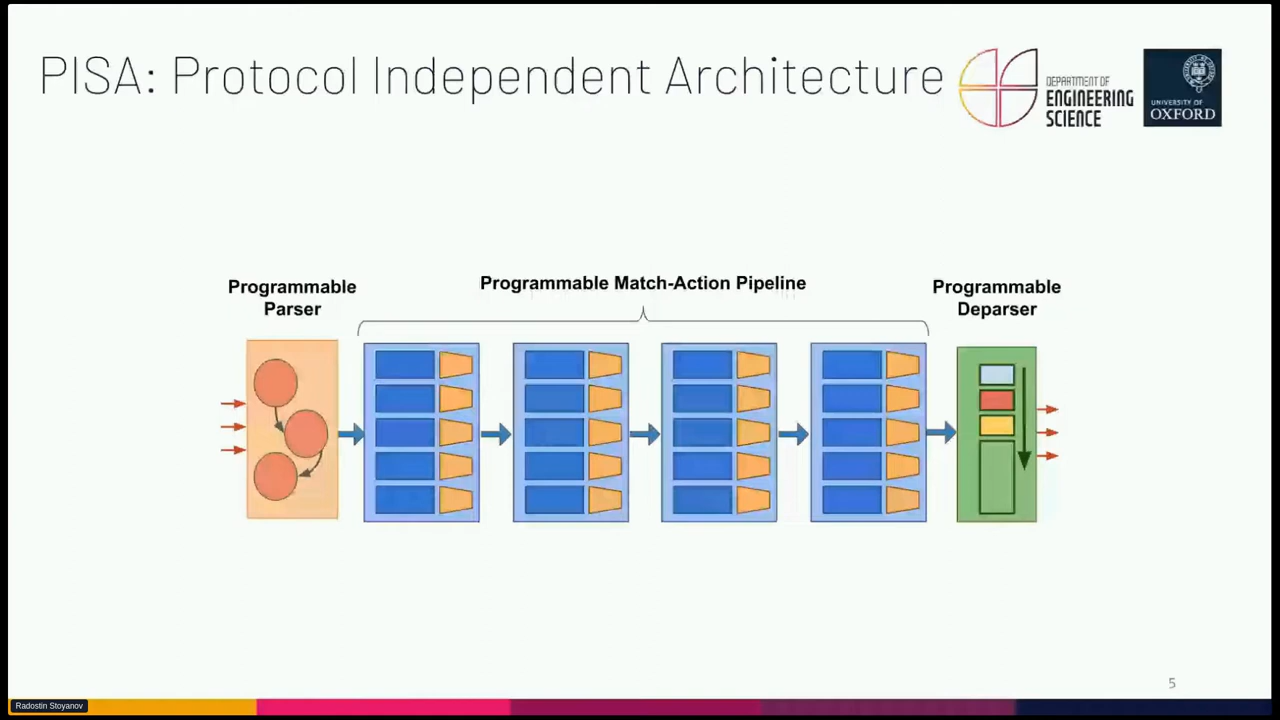 PISA: Protocol Independent Architecture
DEPARTMENT OF
ENGINEERING
SCIENCE
UNIVERSITY OF
OXFORD
Programmable
Parser
Programmable Match-Action Pipeline
Programmable
Deparser
5
Radostin Stoyanov